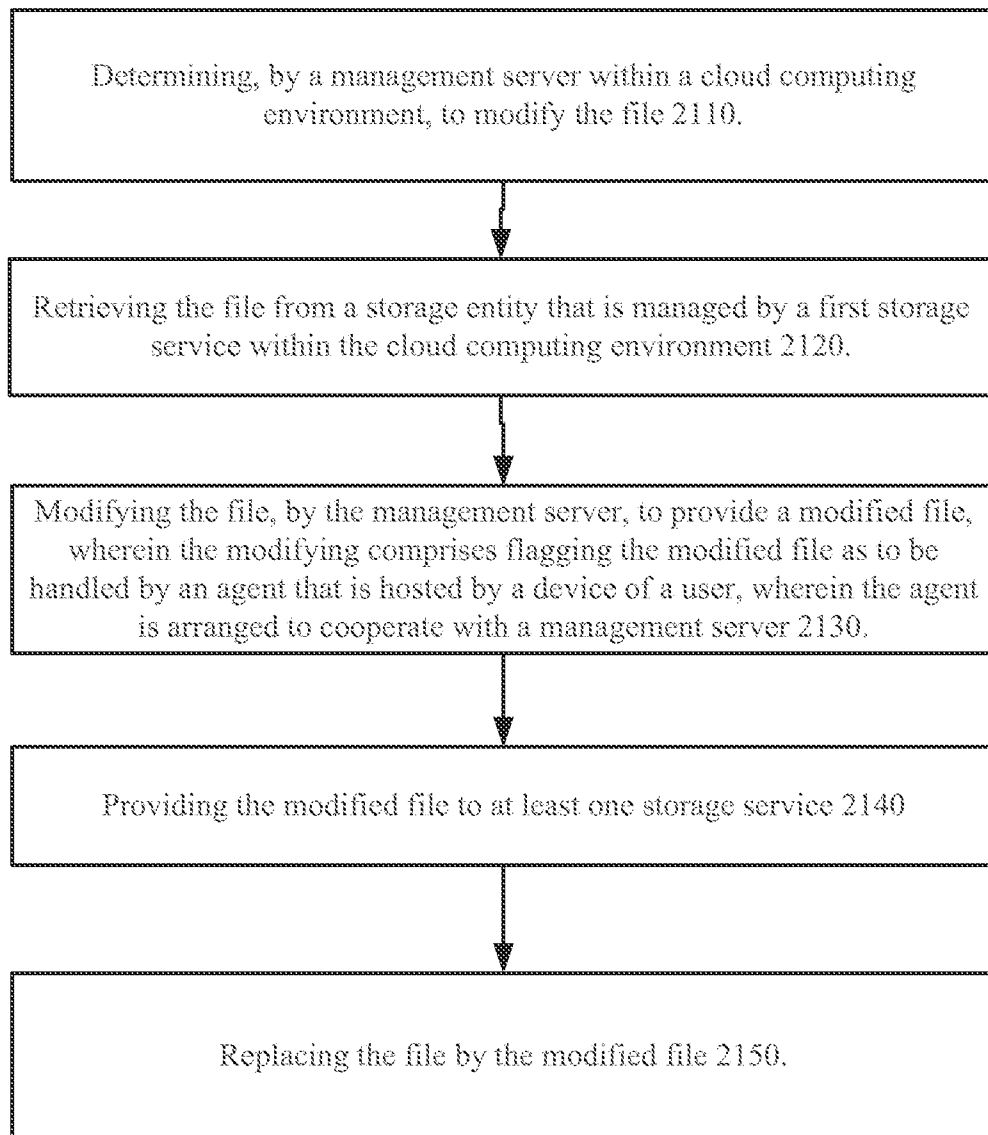 Determining, by a management server within a cloud computing
environment, to modify the file 2110.
Retrieving the file from a storage entity that is managed by a first storage
service within the cloud computing environment 2120.
Modifying the file, by the management server, to provide a modified file,
wherein the modifying comprises flagging the modified file as to be
handled by an agent that is hosted by a device of a user, wherein the agent
is arranged to cooperate with a management server 2130.
Providing the modified file to at least one storage service 2140
Replacing the file by the modified file 2150.